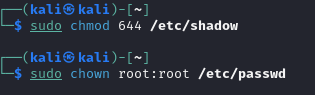 ┌──(kali㉿kali)-[~]
└─$ sudo chmod 644 /etc/shadow
┌──(kali㉿kali)-[~]
└─$ sudo chown root:root /etc/passwd